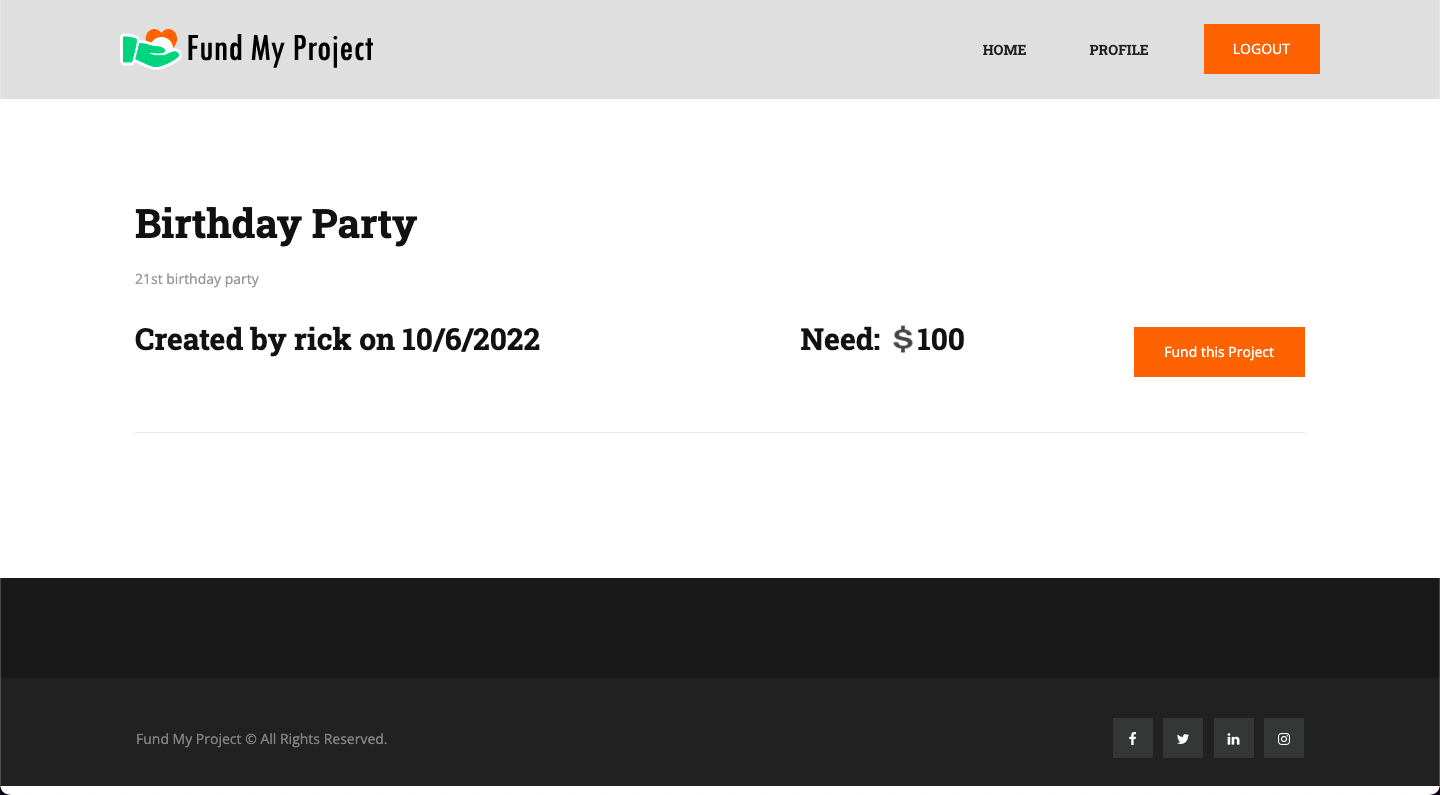 Fund My Project
HOME
PROFILE
LOGOUT
Birthday Party
21st birthday party
Created by rick on 10/6/2022
Need: $100
Fund this Project
Fund My Project © All Rights Reserved.